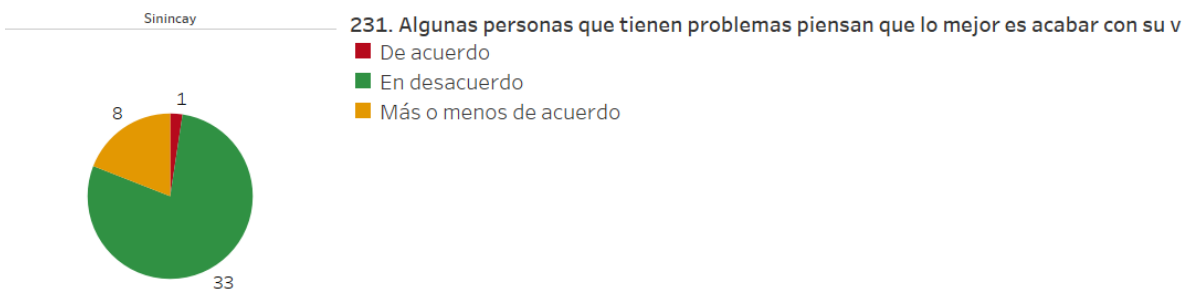 Sinincay
231. Algunas personas que tienen problemas piensan que lo mejor es acabar con su v
De acuerdo
En desacuerdo
Más o menos de acuerdo
1
8
33